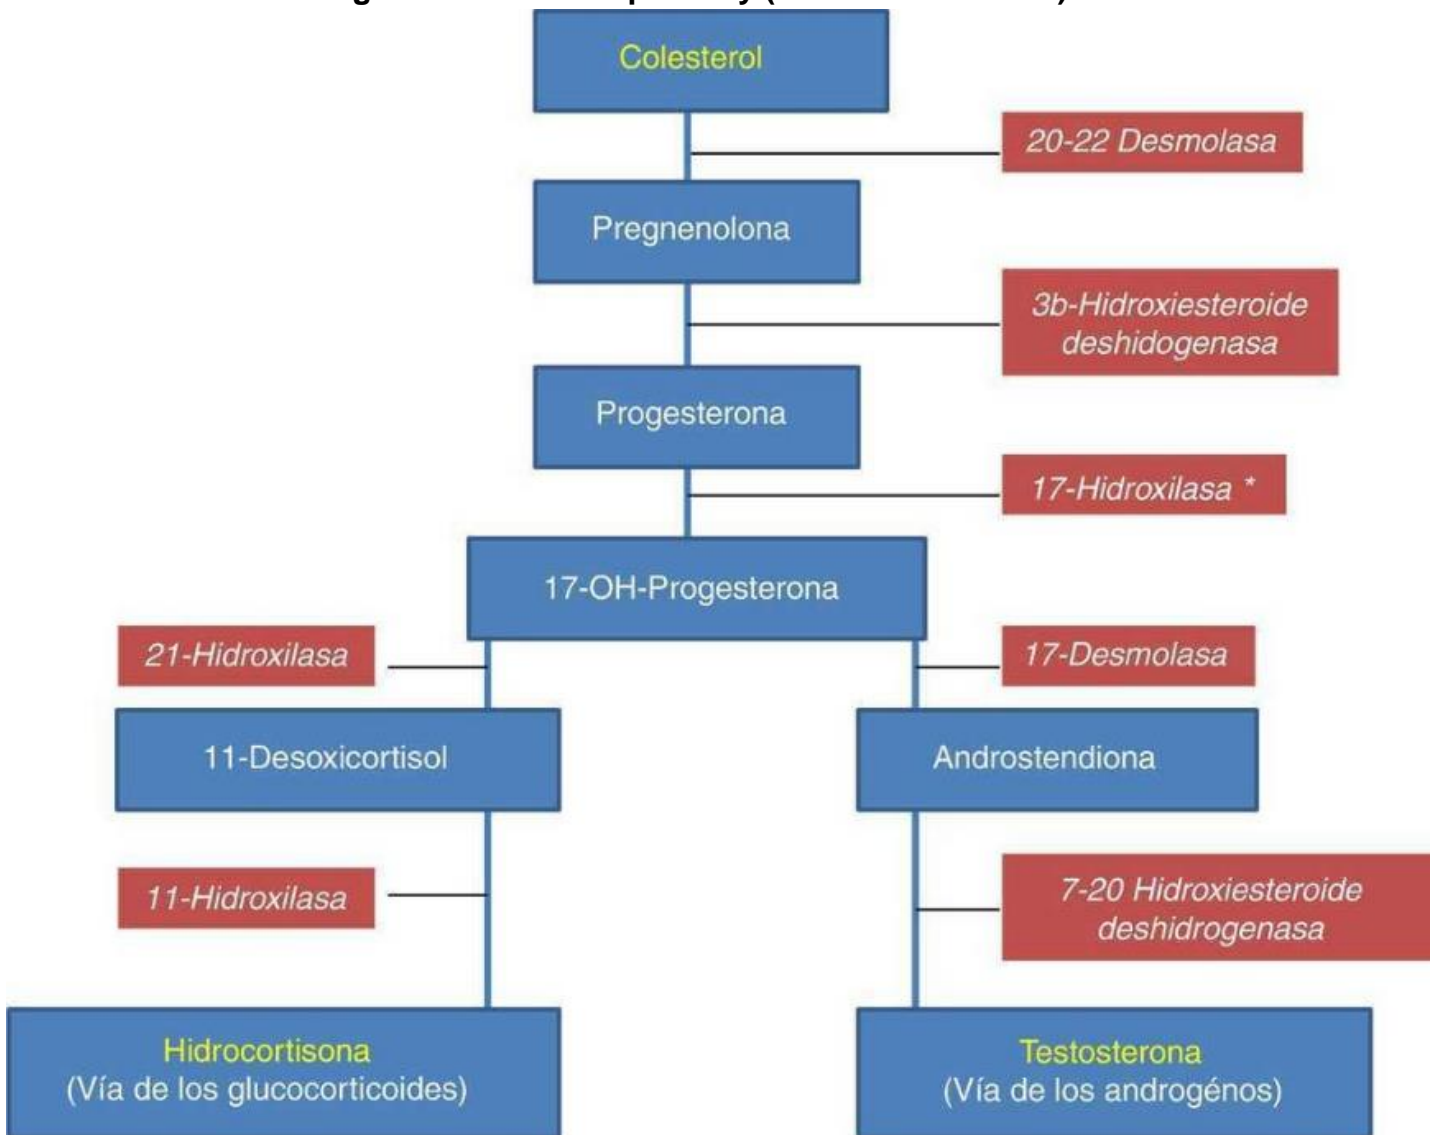 Colesterol
20-22 Desmolasa
Pregnenolona
3b-Hidroxiesteroide
deshidogenasa
Progesterona
17-Hidroxilasa *
17-OH-Progesterona
21-Hidroxilasa
17-Desmolasa
11-Desoxicortisol
Androstendiona
11-Hidroxilasa
7-20 Hidroxiesteroide
deshidrogenasa
Hidrocortisona
(Vía de los glucocorticoides)
Testosterona
(Vía de los androgénos)